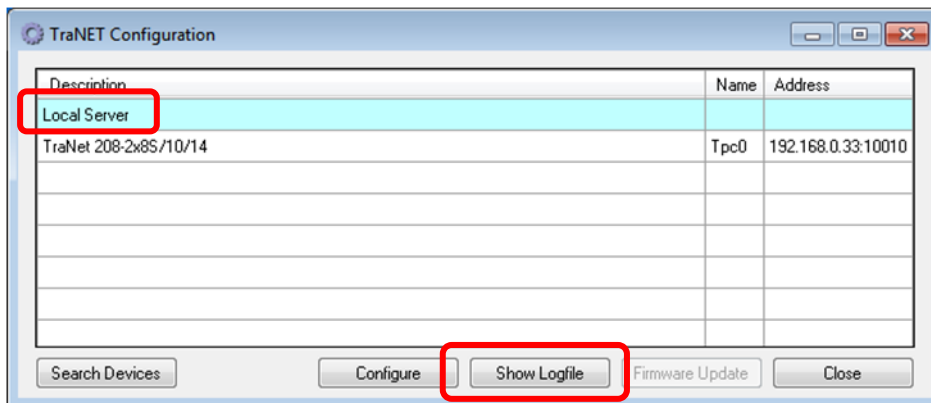 TraNET Configuration
Description Name Address
Local Server
TraNet 208-2x8S/10/14 Tpc0 192.168.0.33:10010
Search Devices Configure Show Logfile Firmware Update Close